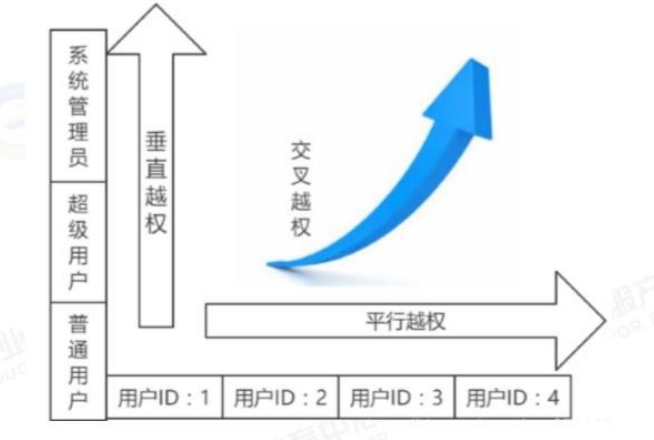 系统管理员
超级用户
普通用户
垂直越权
交叉越权
平行越权
用户ID：1
用户ID：2
用户ID：3
用户ID：4